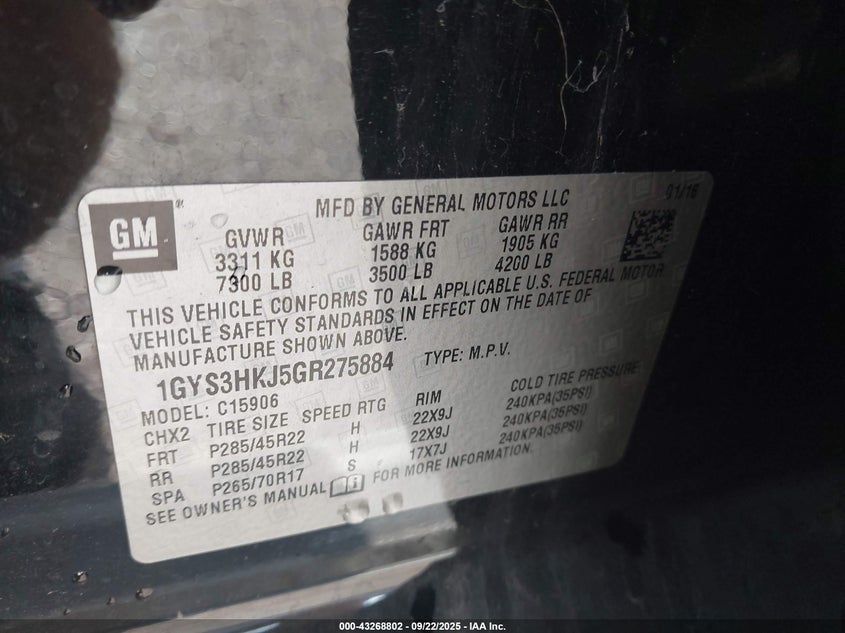 GM
MFD BY GENERAL MOTORS LLC
01/16
GVWR GAWR FRT GAWR RR
3311 KG 1588 KG 1905 KG
7300 LB 3500 LB 4200 LB
THIS VEHICLE CONFORMS TO ALL APPLICABLE U.S. FEDERAL MOTOR
VEHICLE SAFETY STANDARDS IN EFFECT ON THE DATE OF
MANUFACTURE SHOWN ABOVE.
1GYS3HKJ5GR275884 TYPE: M.P.V.
MODEL: C15906
CHX2 TIRE SIZE SPEED RTG RIM COLD TIRE PRESSURE
FRT P285/45R22 H 22X9J 240KPA(35PSI)
RR P285/45R22 H 22X9J 240KPA(35PSI)
SPA P265/70R17 S 17X7J 240KPA(35PSI)
SEE OWNER'S MANUAL FOR MORE INFORMATION.
000-43268802 - 09/22/2025 - IAA Inc.